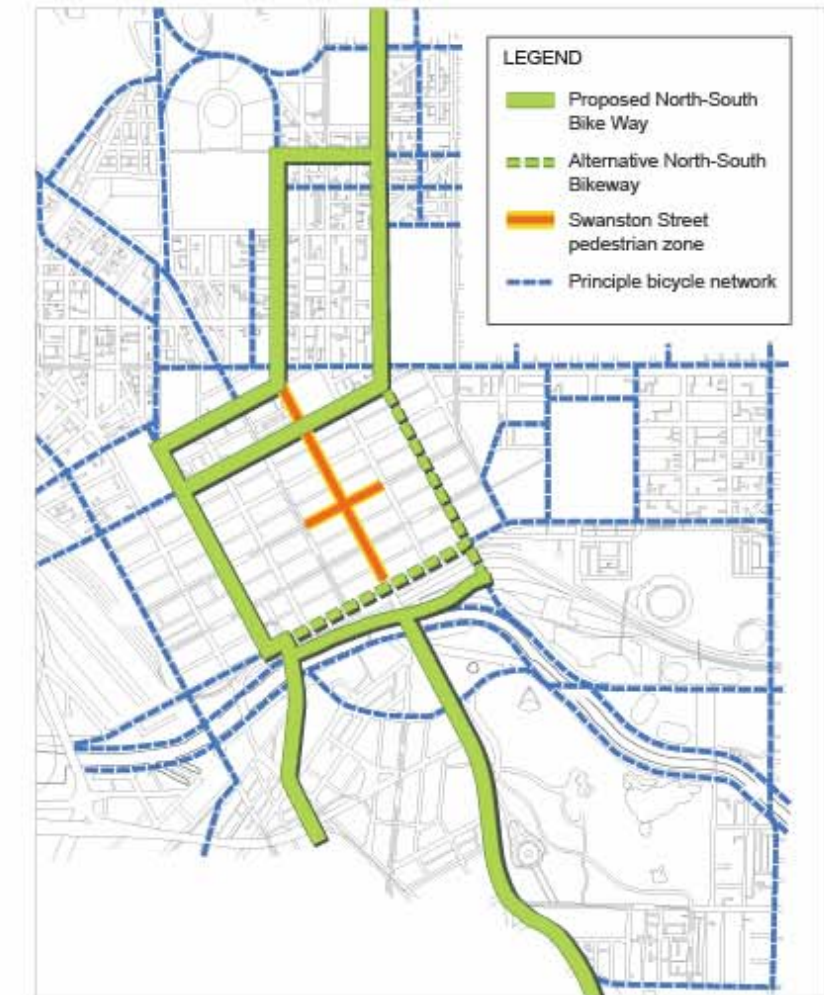 LEGEND
Proposed North-South
Bike Way
Alternative North-South
Bikeway
Swanston Street
pedestrian zone
Principle bicycle network